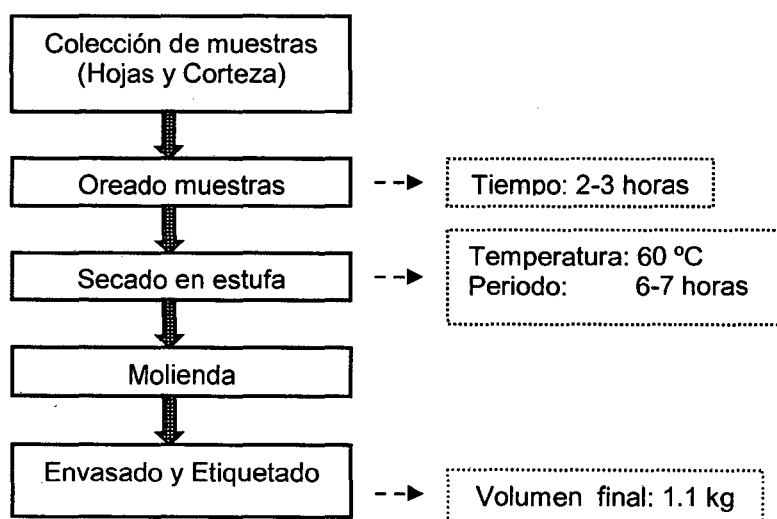 Colección de muestras
(Hojas y Corteza)
Oreado muestras
Tiempo: 2-3 horas
Secado en estufa
Temperatura: 60 ºC
Periodo: 6-7 horas
Molienda
Envasado y Etiquetado
Volumen final: 1.1 kg